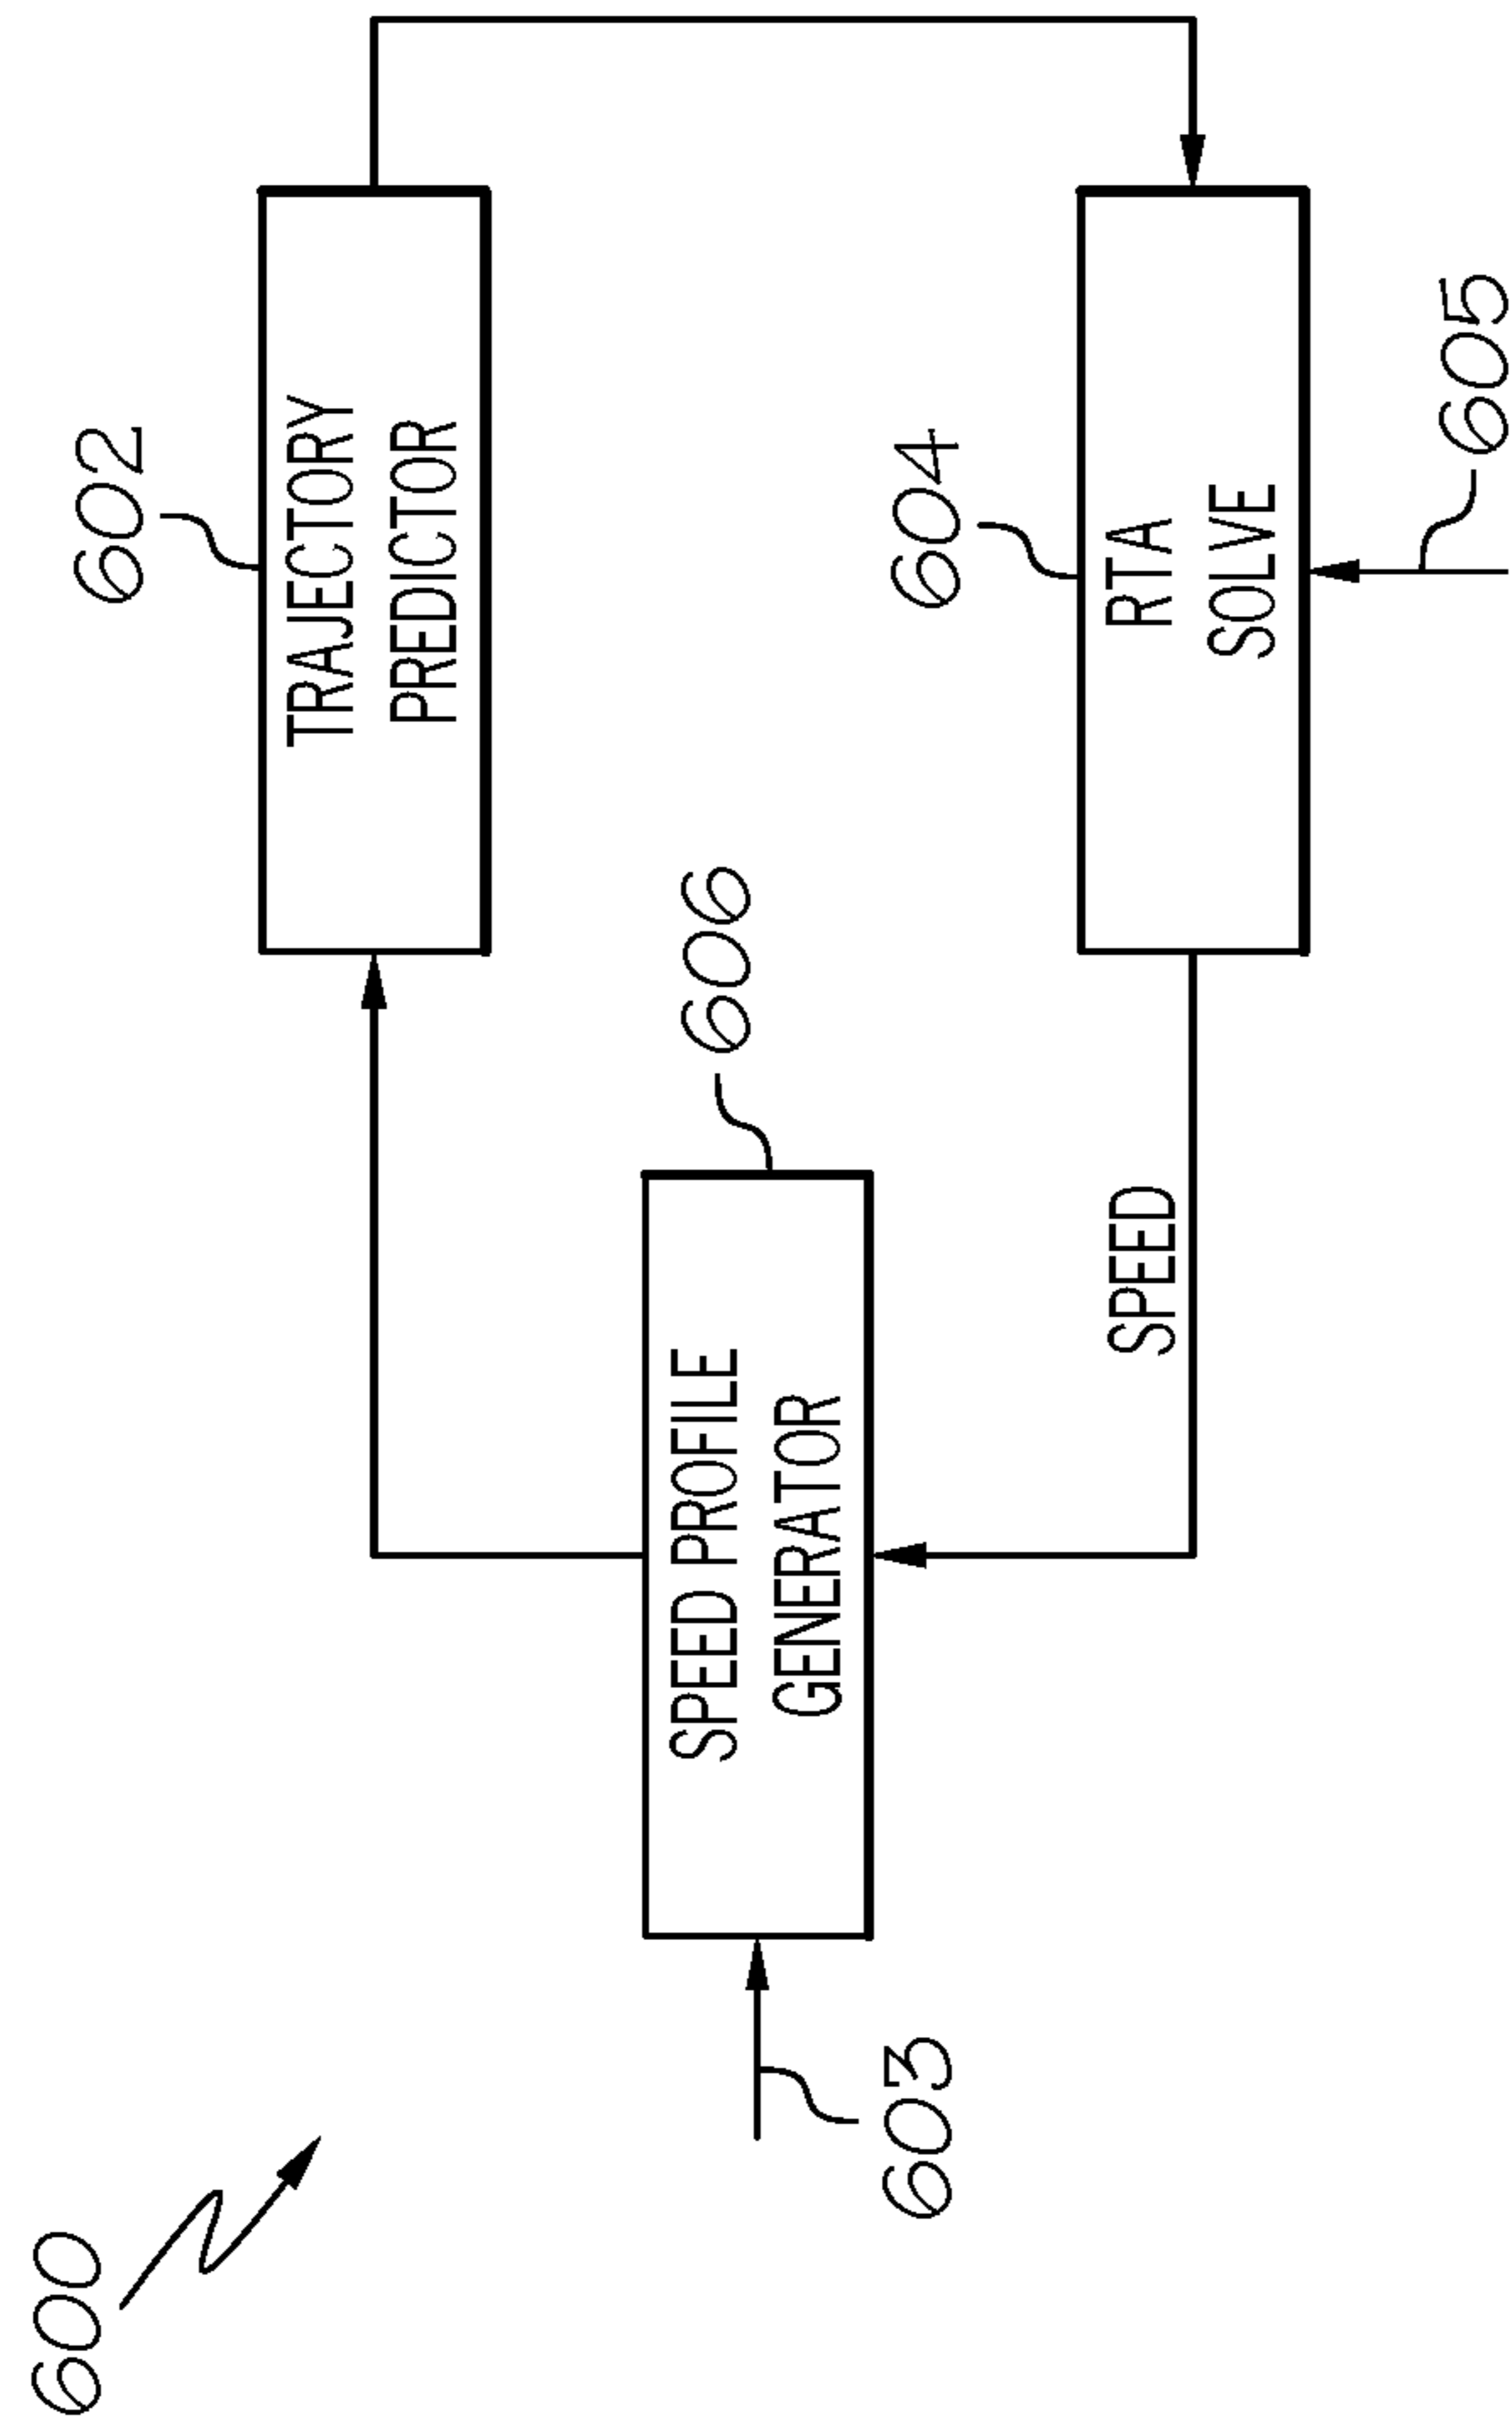 600
602
TRAJECTORY
PREDICTOR
606
SPEED PROFILE
GENERATOR
603
604
RTA
SOLVE
SPEED
605